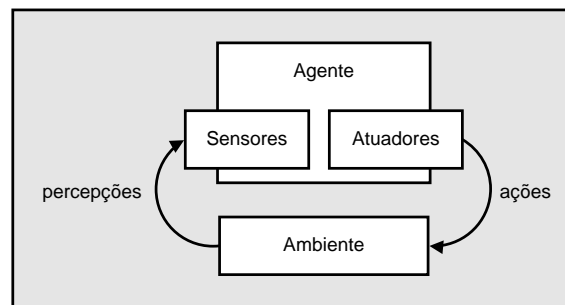 Agente
Sensores
Atuadores
percepções
ações
Ambiente